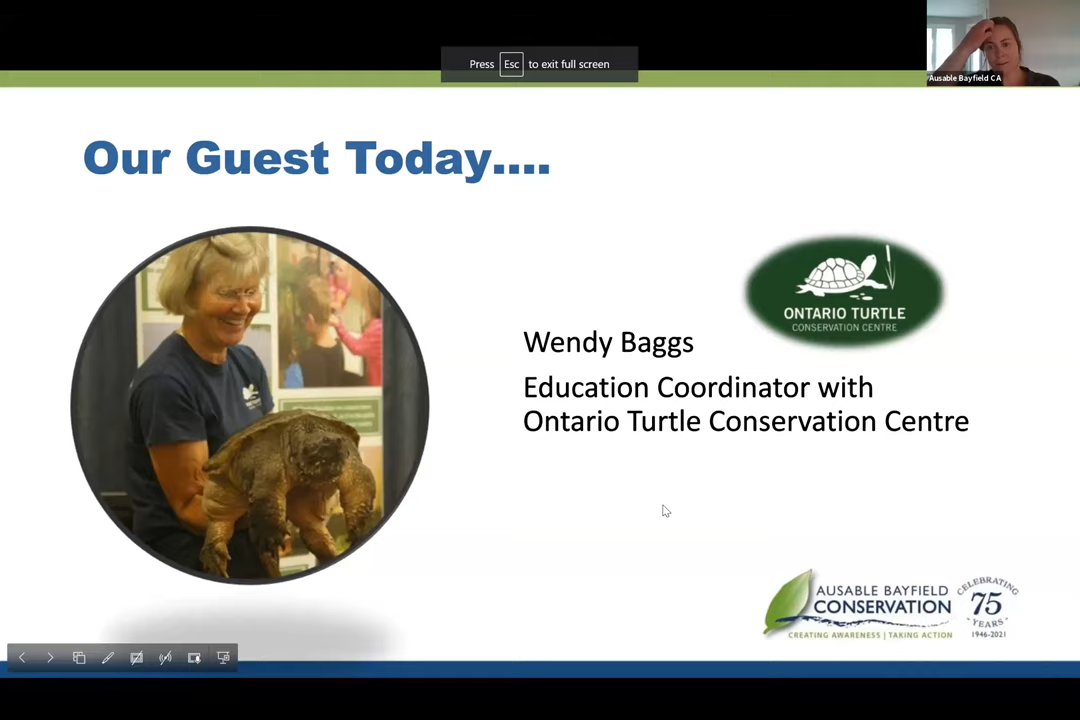 Press Esc to exit full screen
Ausable Bayfield CA
Our Guest Today....
ONTARIO TURTLE
CONSERVATION CENTRE
Wendy Baggs
Education Coordinator with
Ontario Turtle Conservation Centre
AUSABLE BAYFIELD
CONSERVATION
CREATING AWARENESS | TAKING ACTION
CELEBRATING
75
YEARS
1946-2021